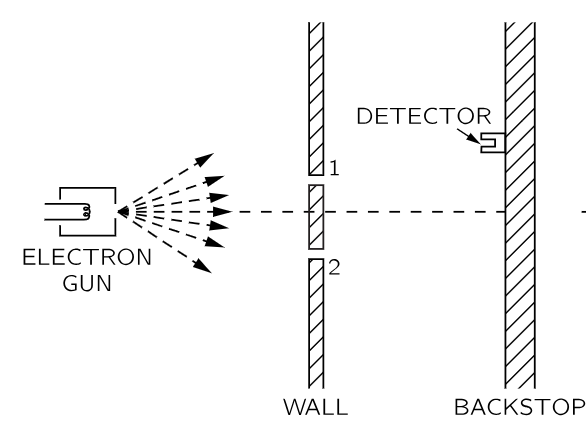 DETECTOR
1
ELECTRON
GUN
2
WALL
BACKSTOP